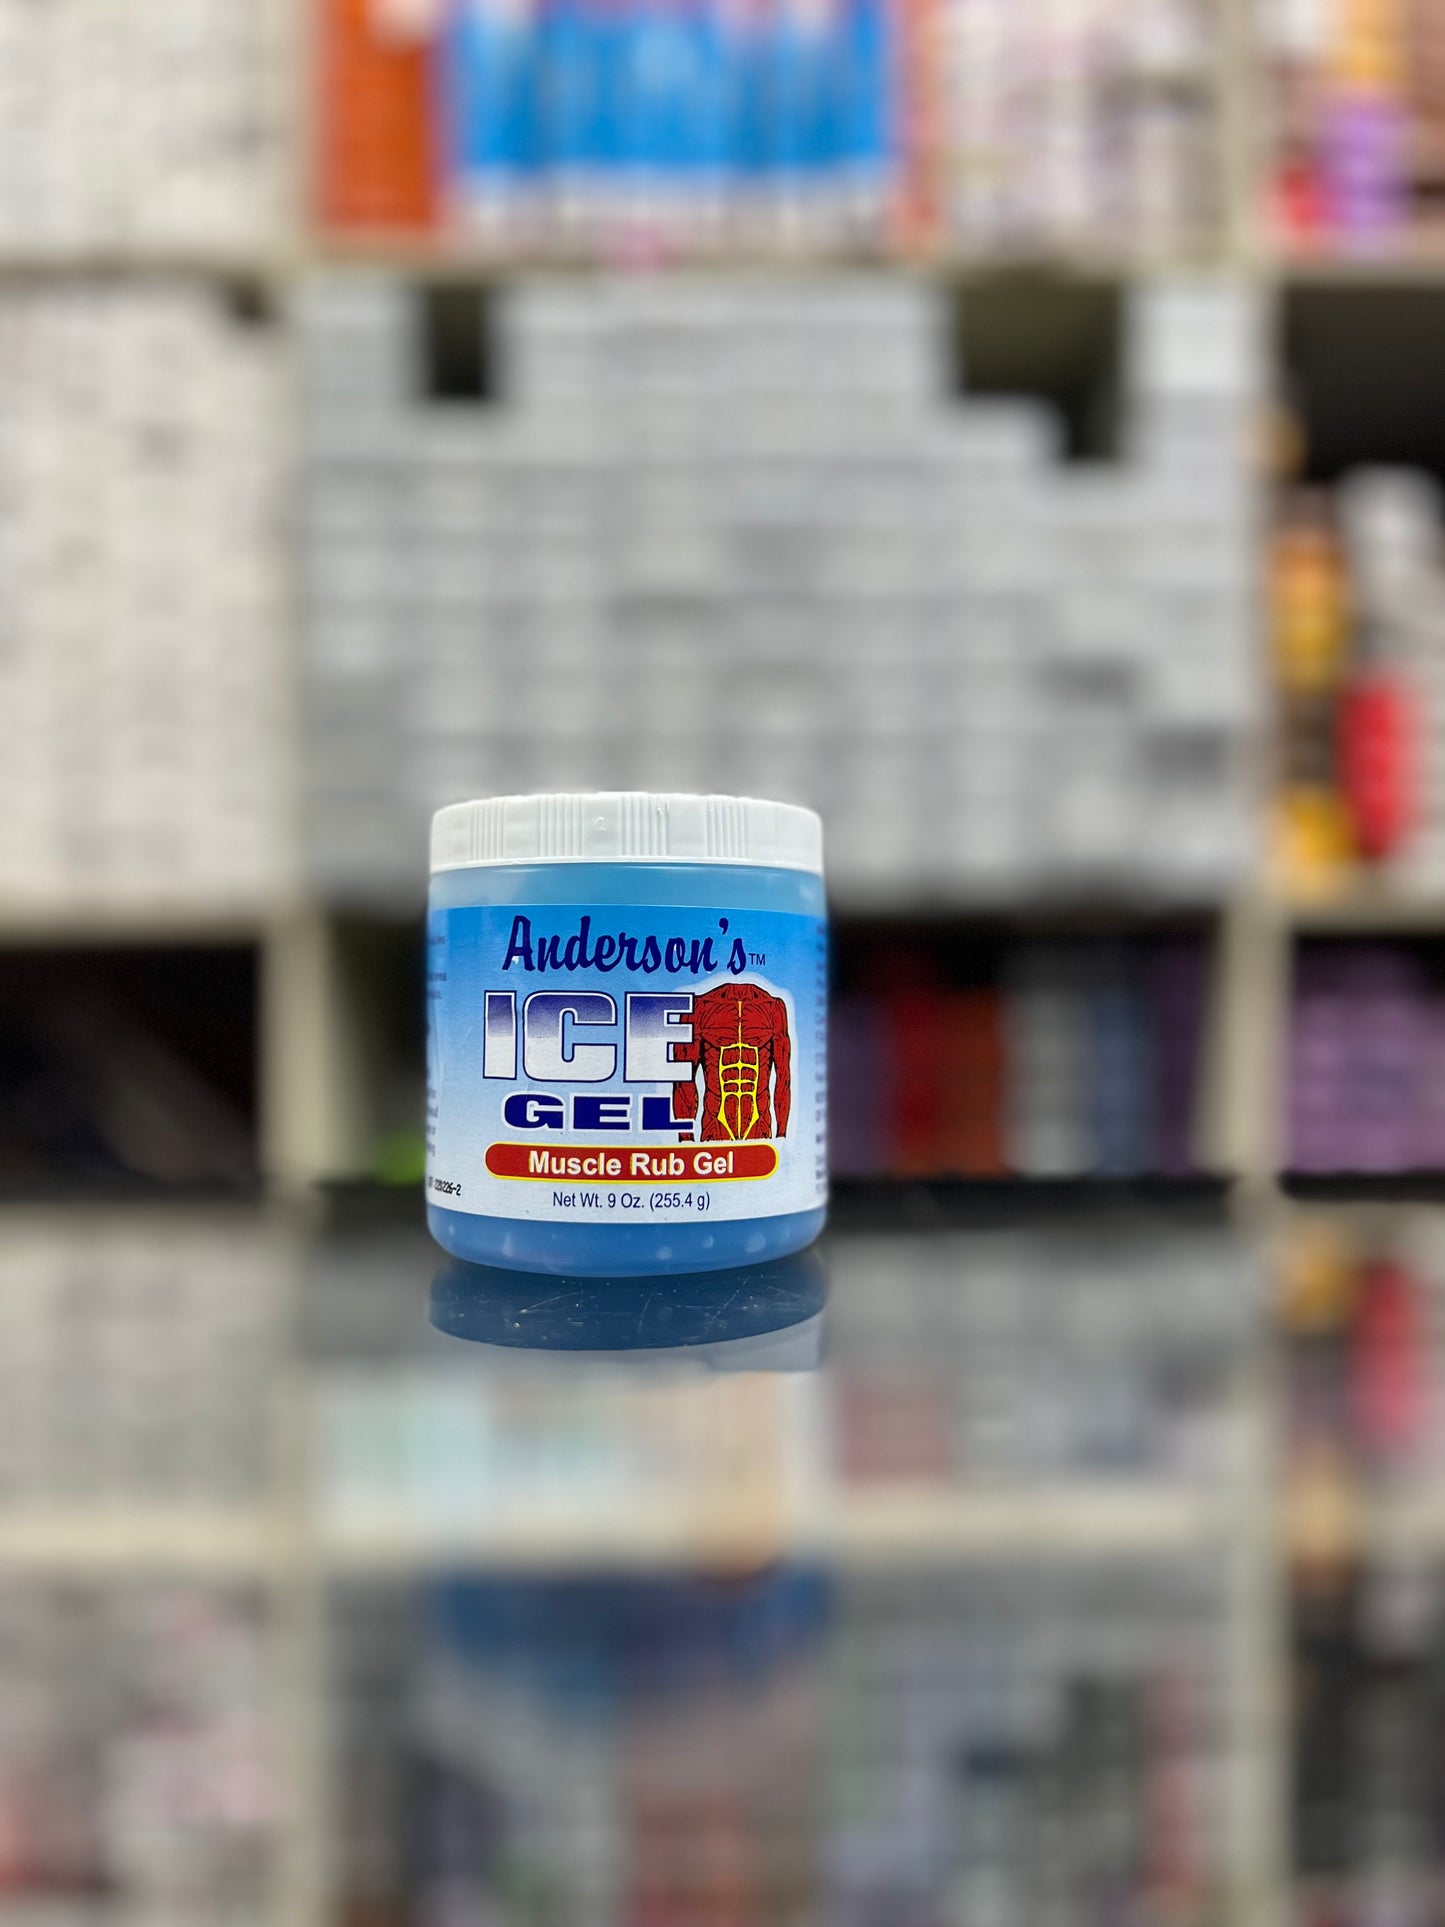 Anderson's™
ICE
GEL
Muscle Rub Gel
Net Wt. 9 Oz. (255.4 g)